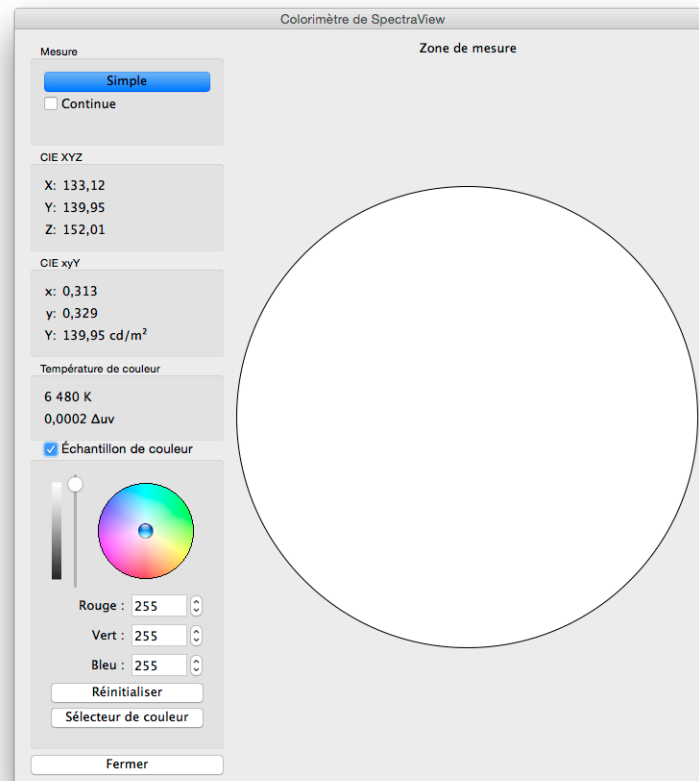 Colorimètre de SpectraView
Mesure
Simple
Continue
CIE XYZ
X: 133,12
Y: 139,95
Z: 152,01
CIE xyY
x: 0,313
y: 0,329
Y: 139,95 cd/m²
Température de couleur
6 480 K
0,0002 Δuv
Échantillon de couleur
Rouge : 255
Vert : 255
Bleu : 255
Réinitialiser
Sélecteur de couleur
Fermer
Zone de mesure